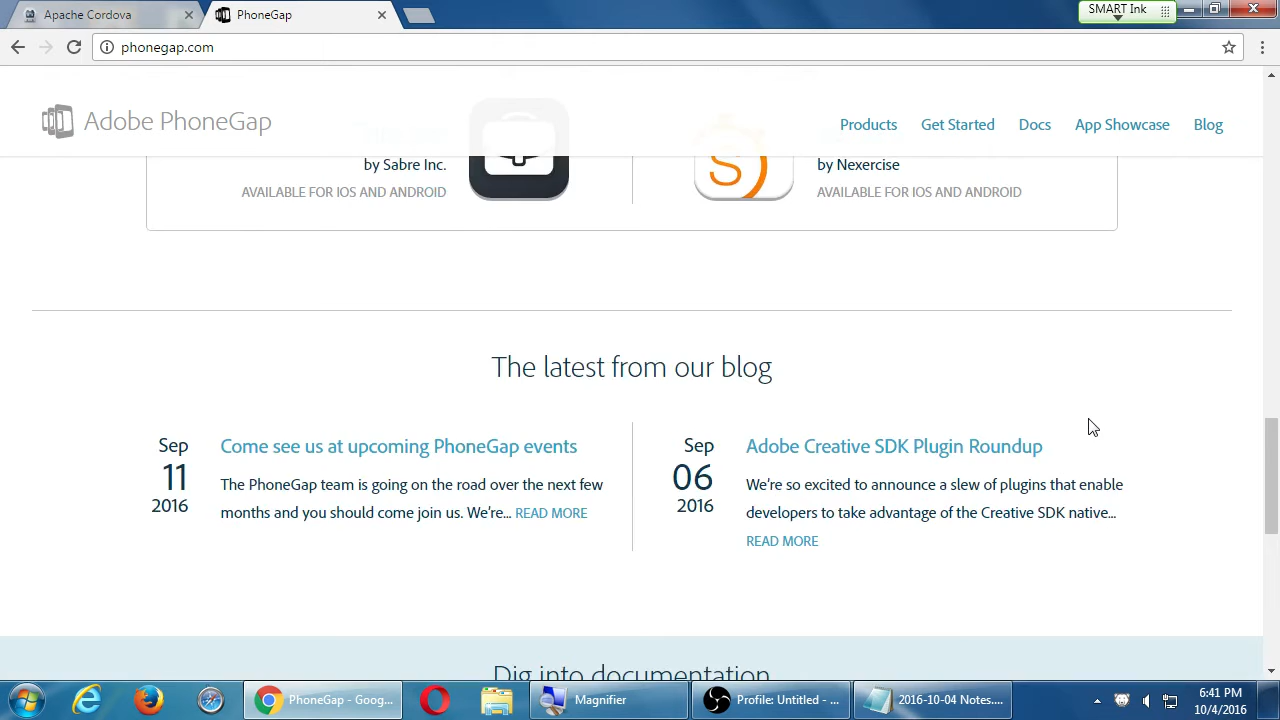 Apache Cordova
PhoneGap
SMART Ink
phonegap.com
Adobe PhoneGap
Products
Get Started
Docs
App Showcase
Blog
by Sabre Inc.
AVAILABLE FOR IOS AND ANDROID
by Nexercise
AVAILABLE FOR IOS AND ANDROID
The latest from our blog
Sep
11
2016
Come see us at upcoming PhoneGap events
The PhoneGap team is going on the road over the next few
months and you should come join us. We're... READ MORE
Sep
06
2016
Adobe Creative SDK Plugin Roundup
We're so excited to announce a slew of plugins that enable
developers to take advantage of the Creative SDK native...
READ MORE
Dig into documentation
PhoneGap - Goog...
Magnifier
Profile: Untitled - ...
2016-10-04 Notes....
6:41 PM
10/4/2016